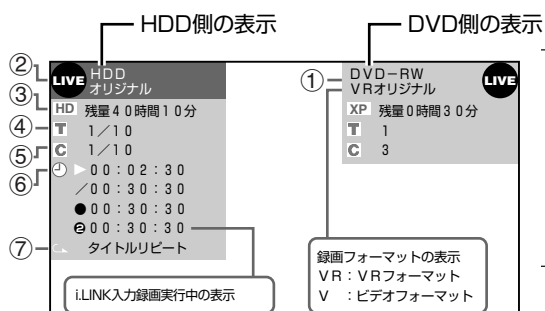 HDD側の表示
DVD側の表示
② LIVE HDD
オリジナル
③ HD 残量40時間10分
④ T 1/10
⑤ C 1/10
⑥ 00:02:30
/00:30:30
●00:30:30
❷00:30:30
⑦ タイトルリピート
i.LINK入力録画実行中の表示
① DVD-RW LIVE
VRオリジナル
XP 残量0時間30分
T 1
C 3
録画フォーマットの表示
VR:VRフォーマット
V :ビデオフォーマット